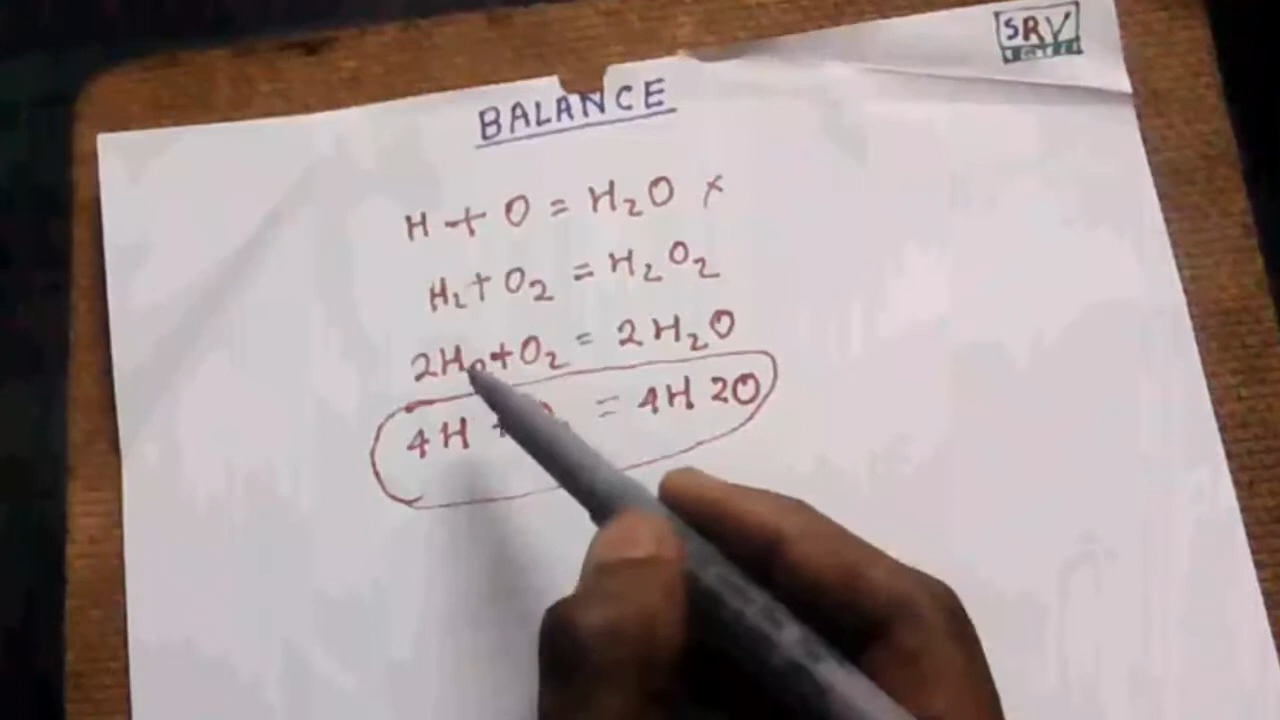 SRV
BALANCE
H + O = H₂O ×
H₂ + O₂ = H₂O₂
2H₂ + O₂ = 2H₂O
4H + = 4H 2O